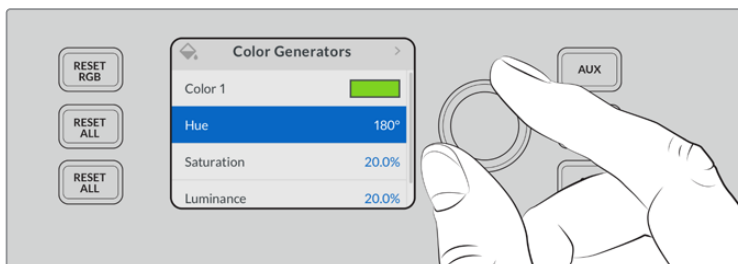 RESET
RGB
RESET
ALL
RESET
ALL
Color Generators
Color 1
Hue 180°
Saturation 20.0%
Luminance 20.0%
AUX